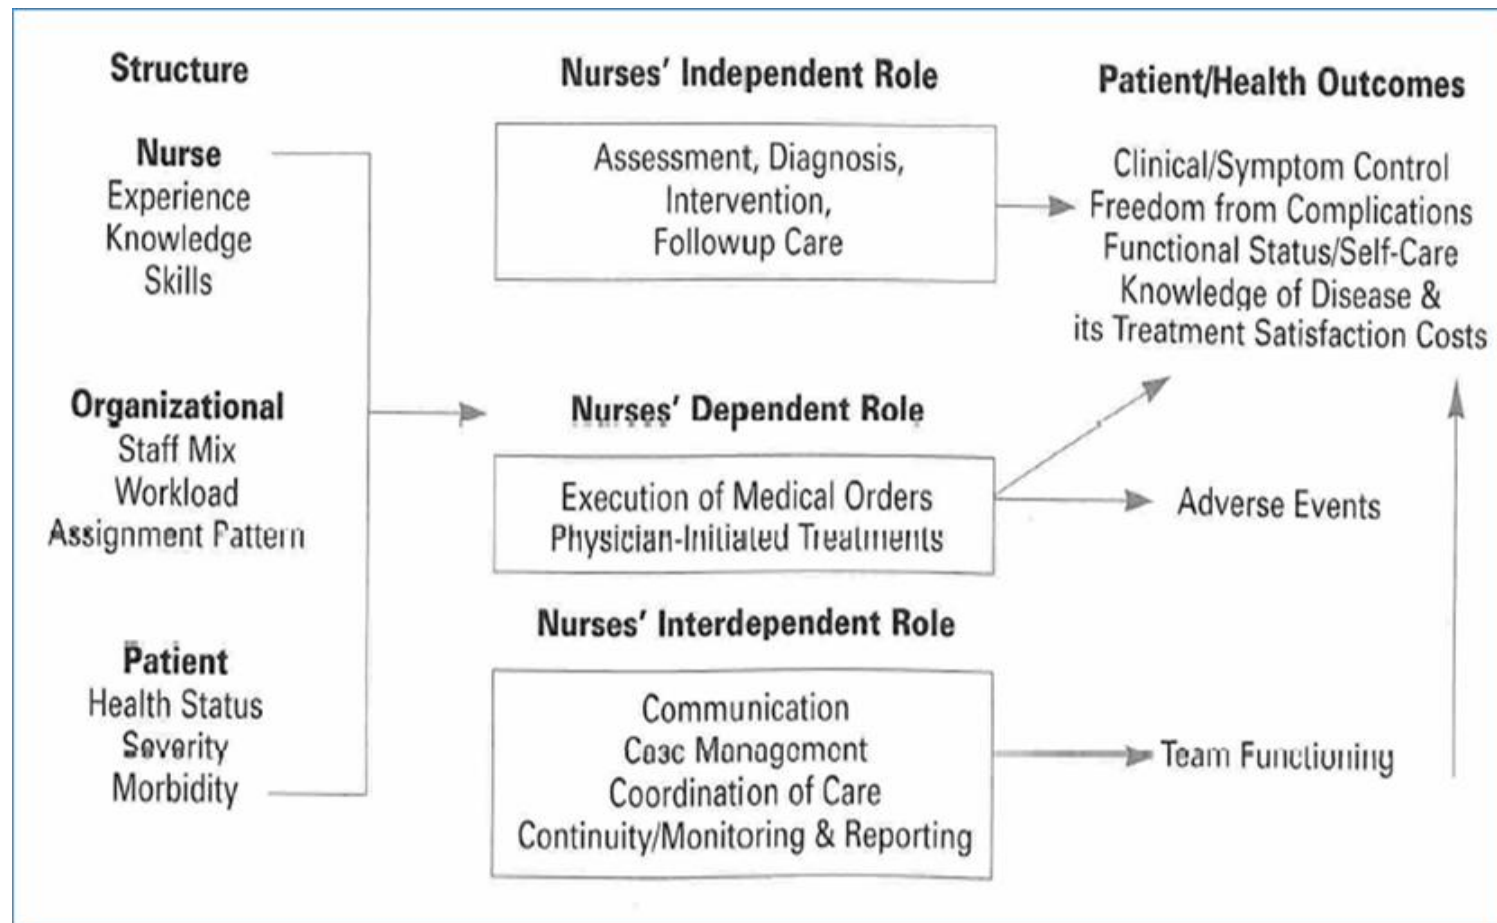 Structure
Nurse
Experience
Knowledge
Skills
Organizational
Staff Mix
Workload
Assignment Pattern
Patient
Health Status
Severity
Morbidity
Nurses' Independent Role
Assessment, Diagnosis,
Intervention,
Followup Care
Nurses' Dependent Role
Execution of Medical Orders
Physician-Initiated Treatments
Nurses' Interdependent Role
Communication
Case Management
Coordination of Care
Continuity/Monitoring & Reporting
Patient/Health Outcomes
Clinical/Symptom Control
Freedom from Complications
Functional Status/Self-Care
Knowledge of Disease &
its Treatment Satisfaction Costs
Adverse Events
Team Functioning